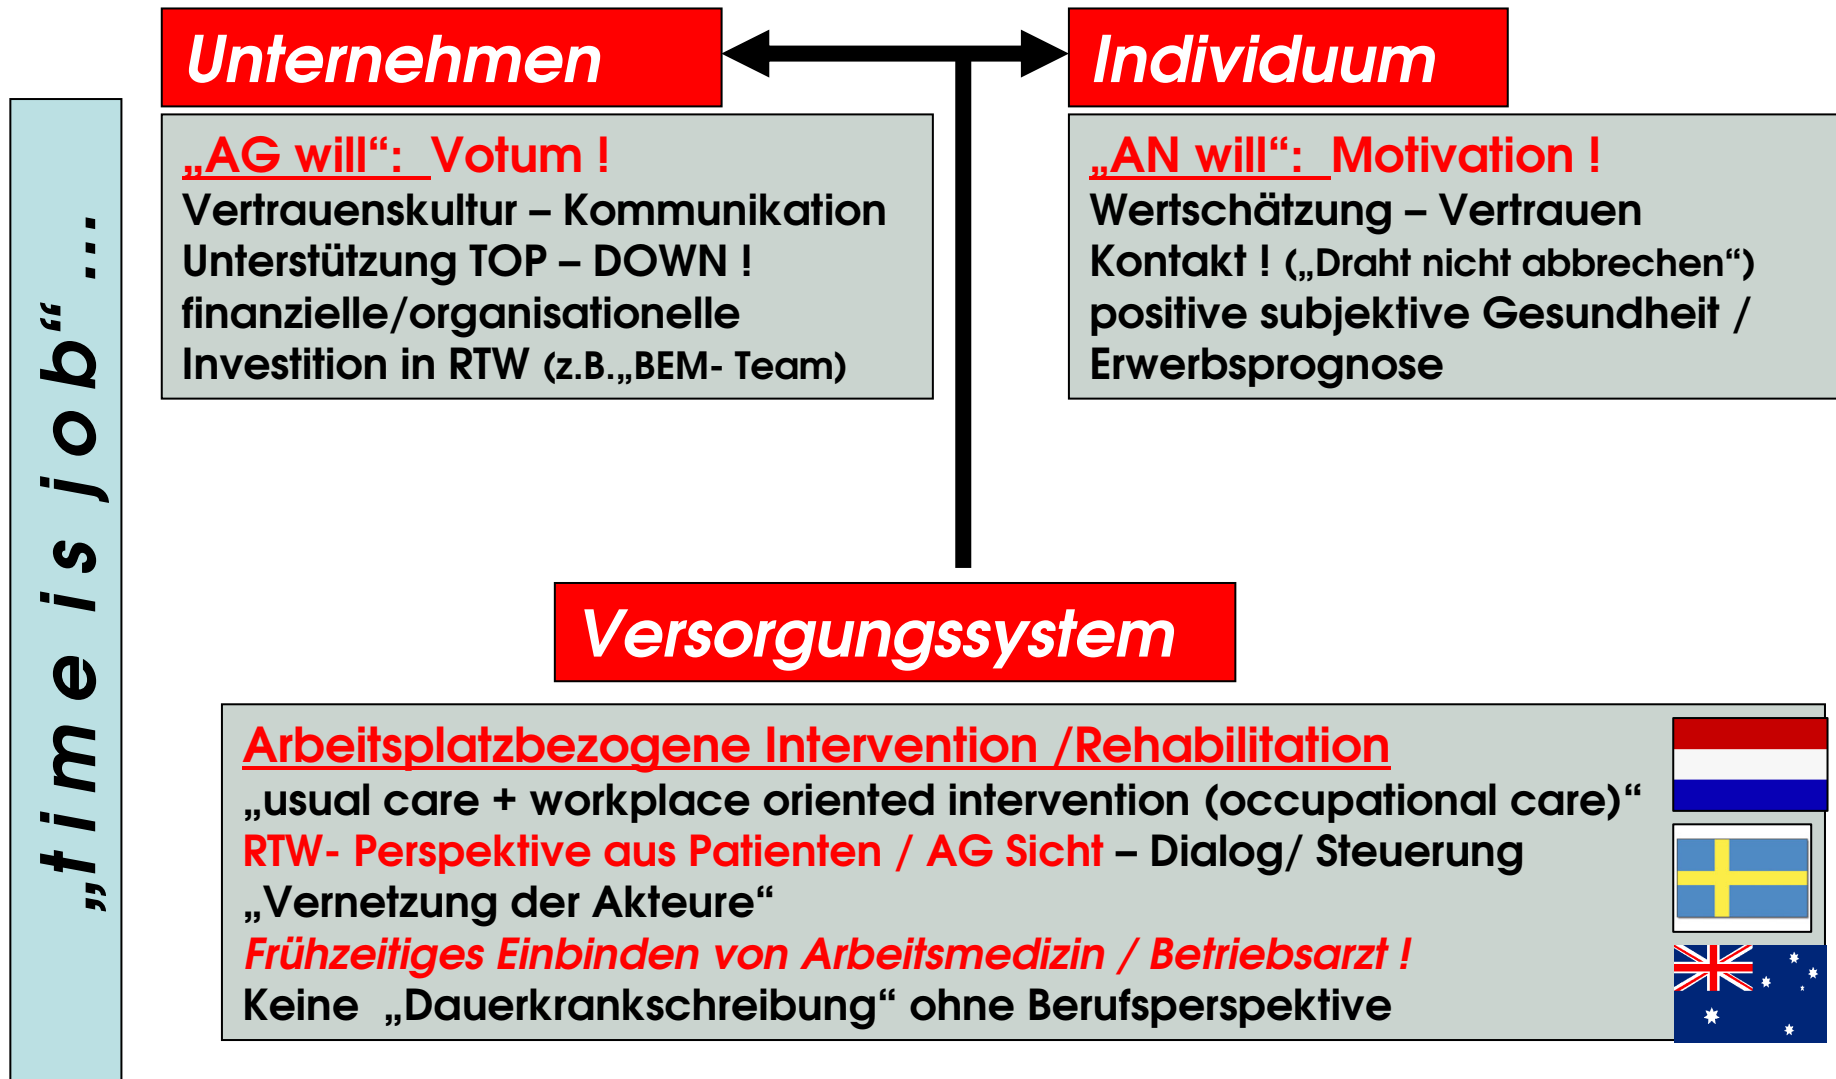 Unternehmen
Individuum
„time is job“...
„AG will“: Votum !
Vertrauenskultur – Kommunikation
Unterstützung TOP – DOWN !
finanzielle/organisationelle
Investition in RTW (z.B.„BEM- Team)
„AN will“: Motivation !
Wertschätzung – Vertrauen
Kontakt ! („Draht nicht abbrechen“)
positive subjektive Gesundheit /
Erwerbsprognose
Versorgungssystem
Arbeitsplatzbezogene Intervention /Rehabilitation
„usual care + workplace oriented intervention (occupational care)“
RTW- Perspektive aus Patienten / AG Sicht – Dialog/ Steuerung
„Vernetzung der Akteure“
Frühzeitiges Einbinden von Arbeitsmedizin / Betriebsarzt !
Keine „Dauerkrankschreibung“ ohne Berufsperspektive